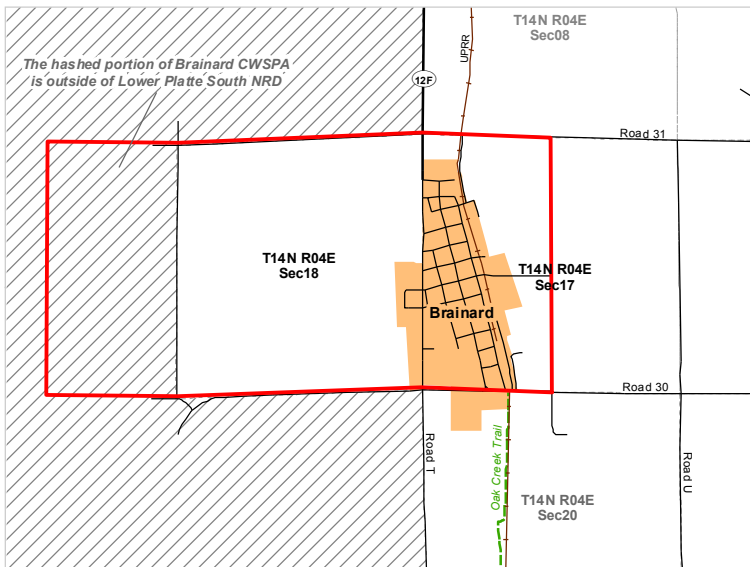 T14N R04E
Sec08
UPRR
The hashed portion of Brainard CWSPA
is outside of Lower Platte South NRD
12F
Road 31
T14N R04E
Sec18
T14N R04E
Sec17
Brainard
Road 30
Road T
Oak Creek Trail
Road U
T14N R04E
Sec20